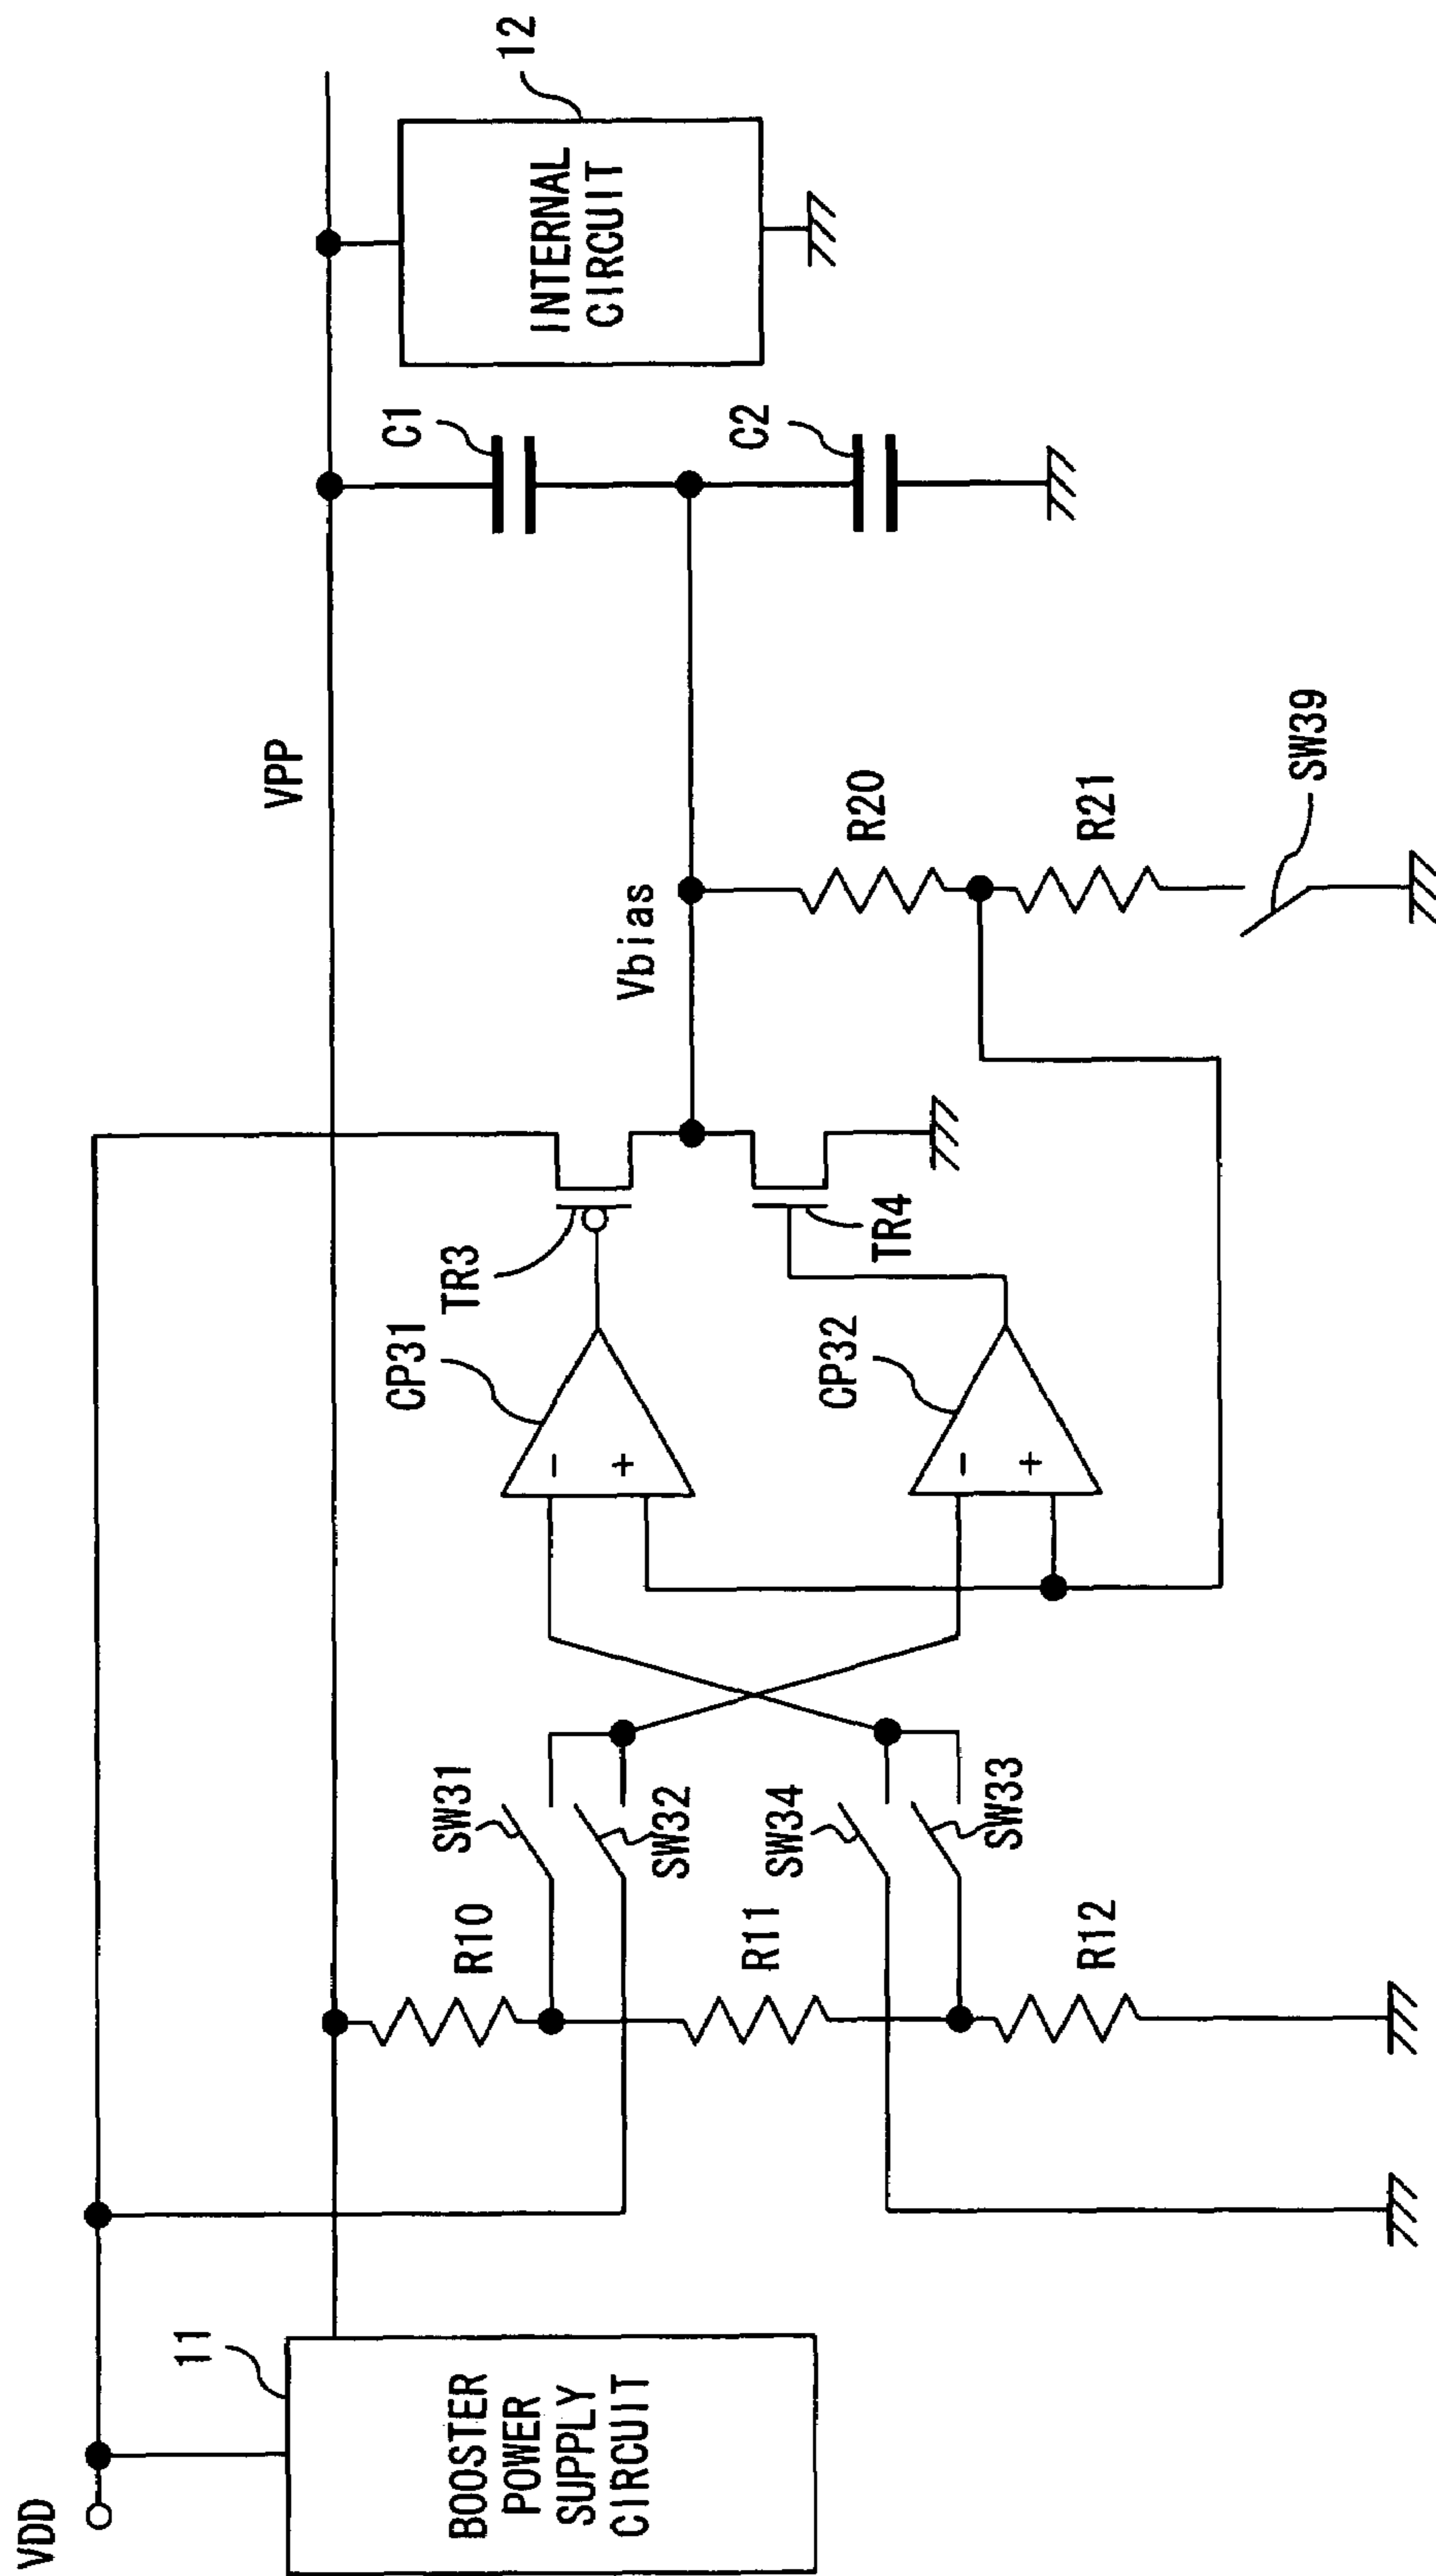 VDD
11
BOOSTER
POWER
SUPPLY
CIRCUIT
VPP
R10
R11
R12
SW31
SW32
SW34
SW33
CP31
-
+
CP32
-
+
TR3
TR4
Vbias
R20
R21
SW39
C1
C2
12
INTERNAL
CIRCUIT